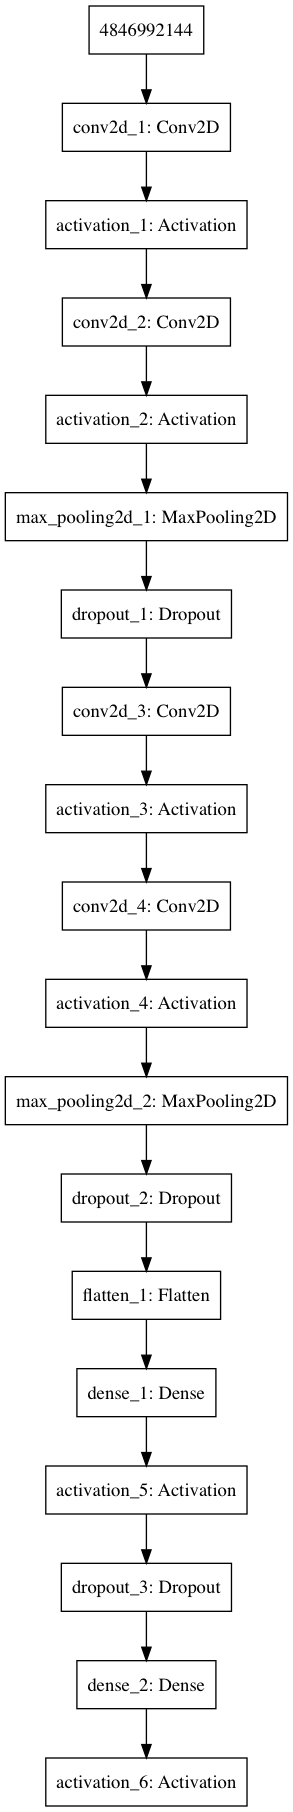 4846992144
conv2d_1: Conv2D
activation_1: Activation
conv2d_2: Conv2D
activation_2: Activation
max_pooling2d_1: MaxPooling2D
dropout_1: Dropout
conv2d_3: Conv2D
activation_3: Activation
conv2d_4: Conv2D
activation_4: Activation
max_pooling2d_2: MaxPooling2D
dropout_2: Dropout
flatten_1: Flatten
dense_1: Dense
activation_5: Activation
dropout_3: Dropout
dense_2: Dense
activation_6: Activation